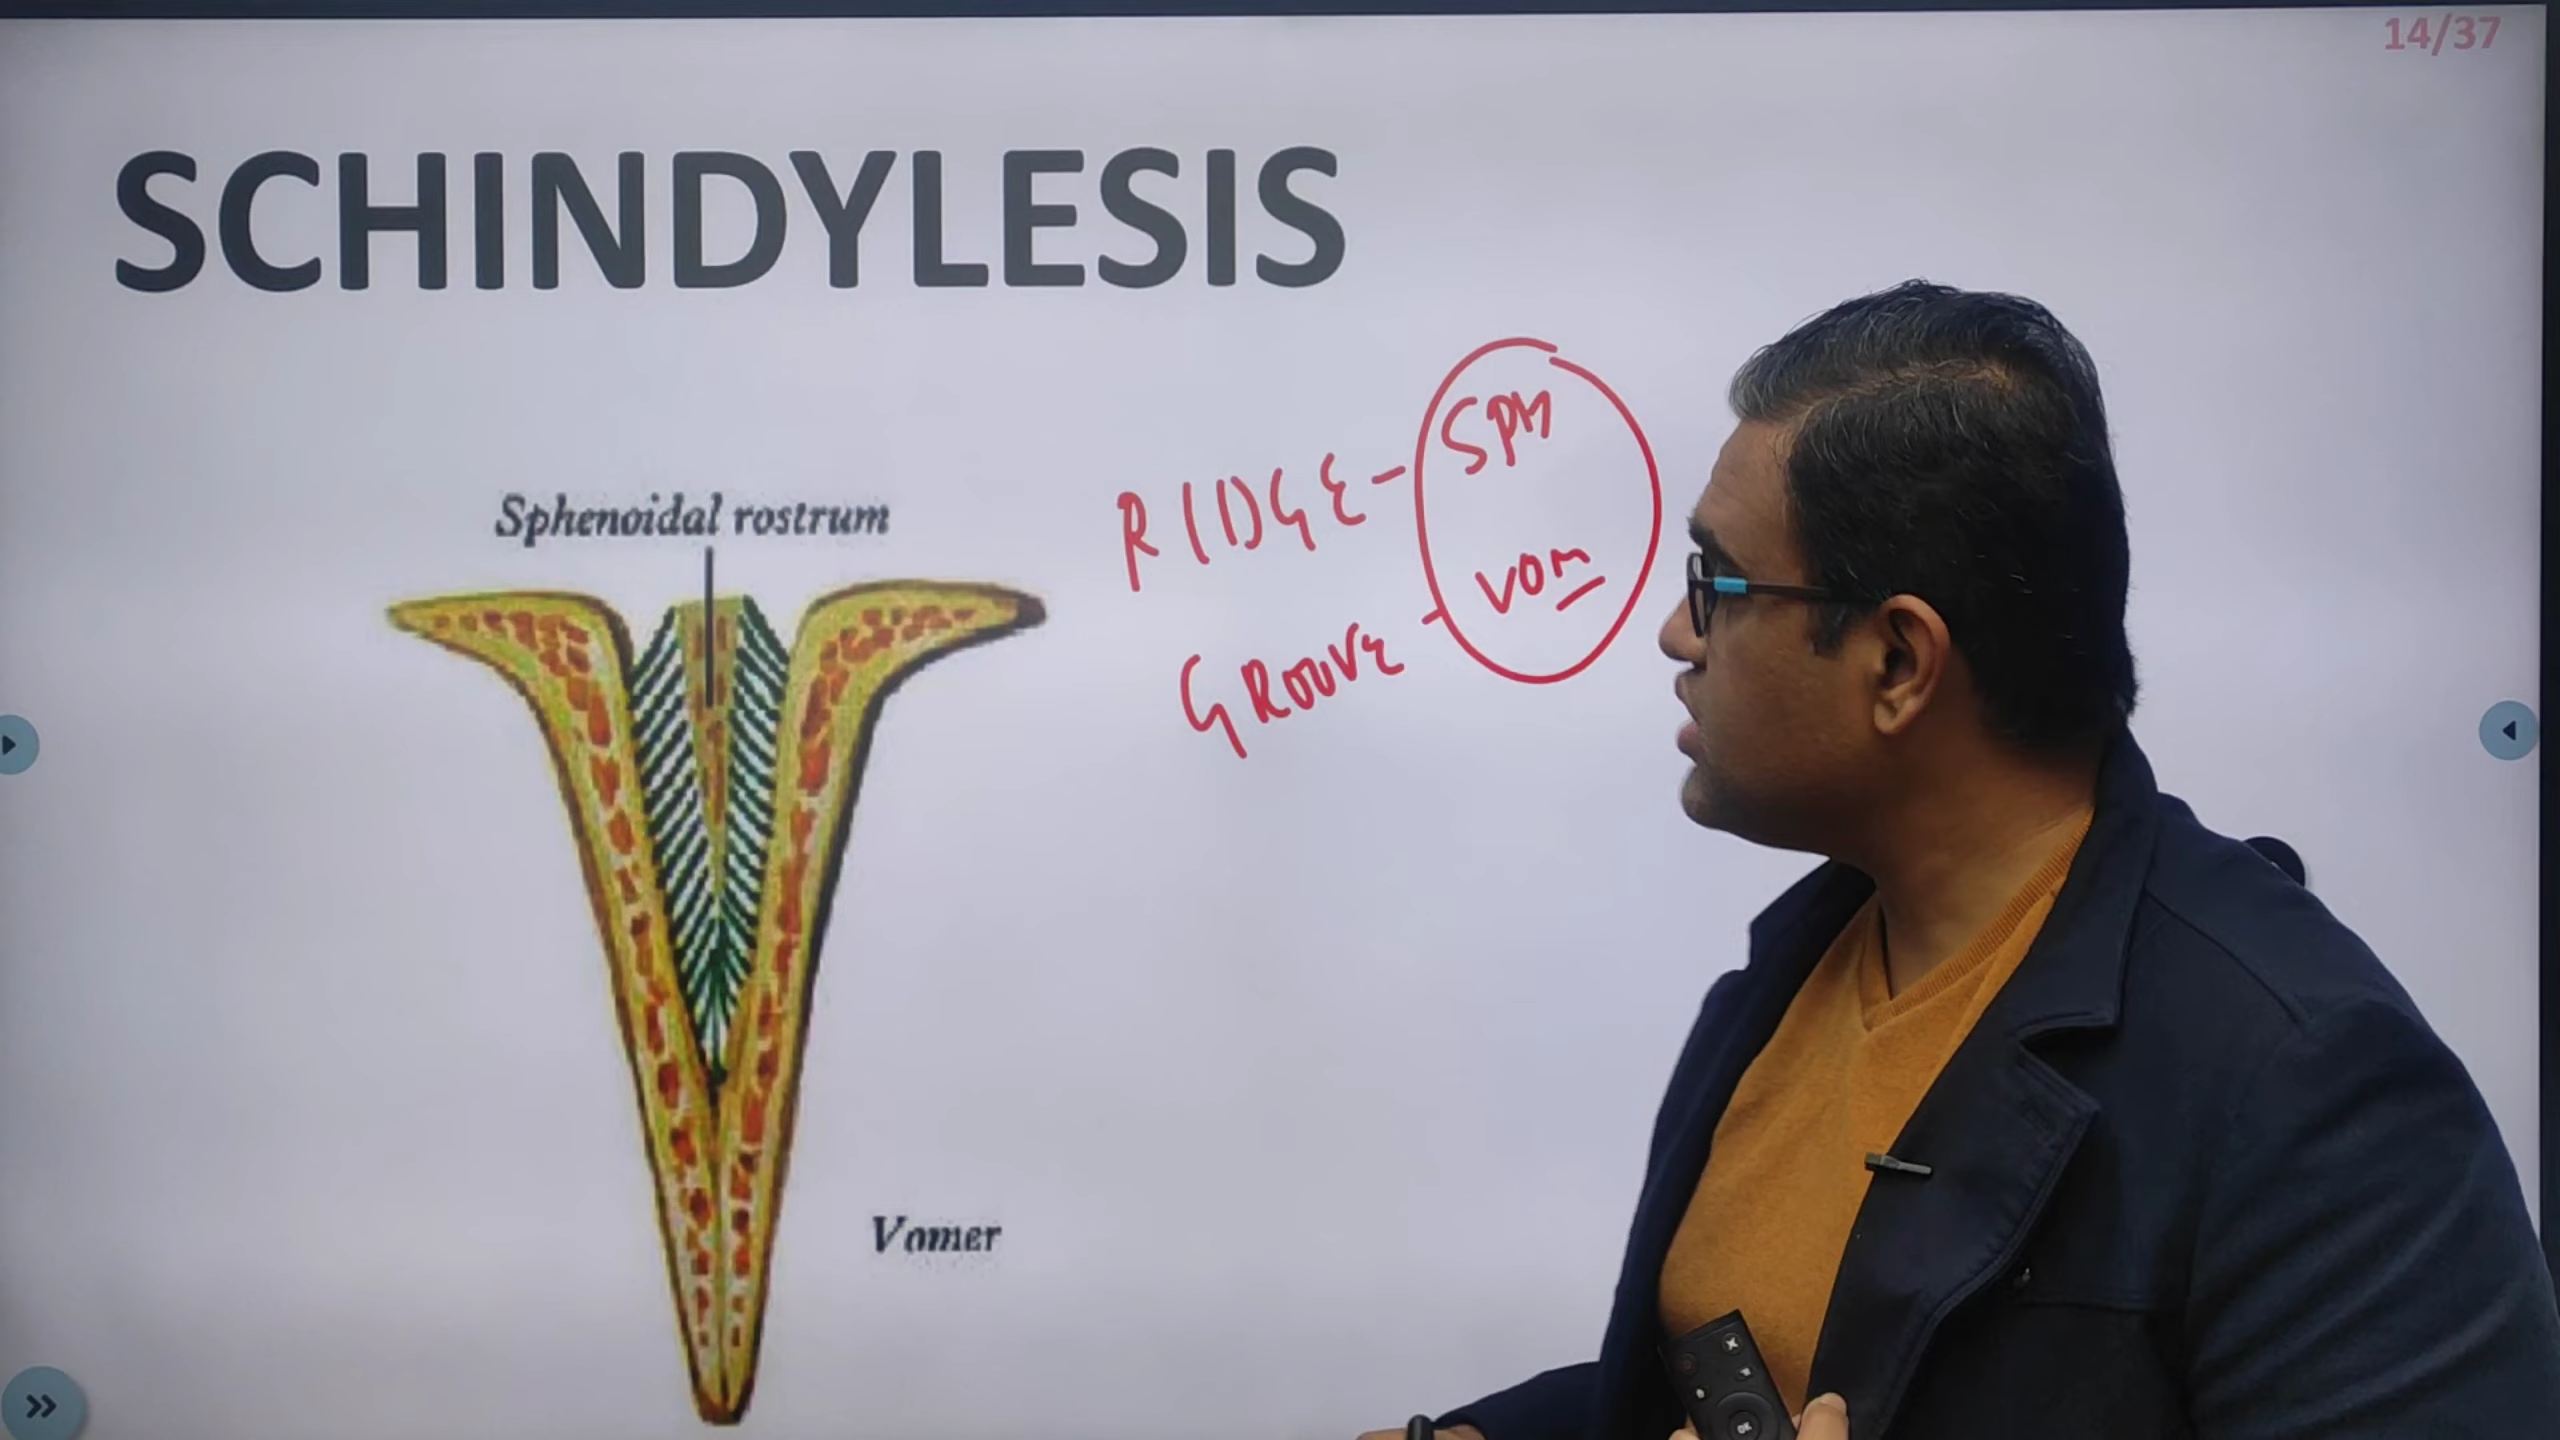 14/37
SCHINDYLESIS
Sphenoidal rostrum
RIDGE - SPH
GROOVE - VOM
Vomer